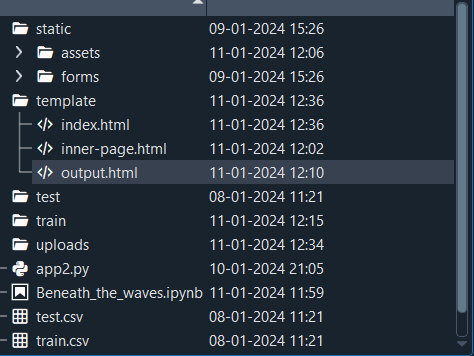 static 09-01-2024 15:26
assets 11-01-2024 12:06
forms 09-01-2024 15:26
template 11-01-2024 12:36
index.html 11-01-2024 12:36
inner-page.html 11-01-2024 12:02
output.html 11-01-2024 12:10
test 08-01-2024 11:21
train 11-01-2024 12:15
uploads 11-01-2024 12:34
app2.py 10-01-2024 21:05
Beneath_the_waves.ipynb 11-01-2024 11:59
test.csv 08-01-2024 11:21
train.csv 08-01-2024 11:21